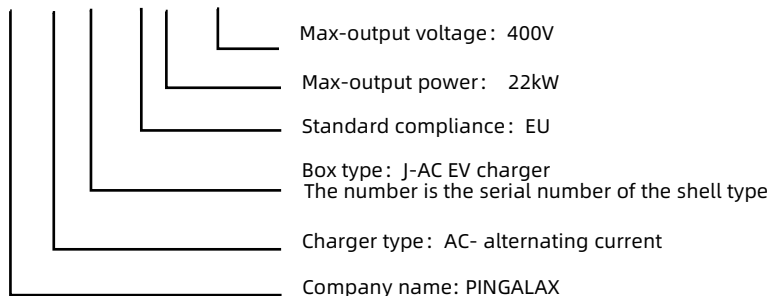 Max-output voltage: 400V
Max-output power: 22kW
Standard compliance: EU
Box type: J-AC EV charger
The number is the serial number of the shell type
Charger type: AC- alternating current
Company name: PINGALAX